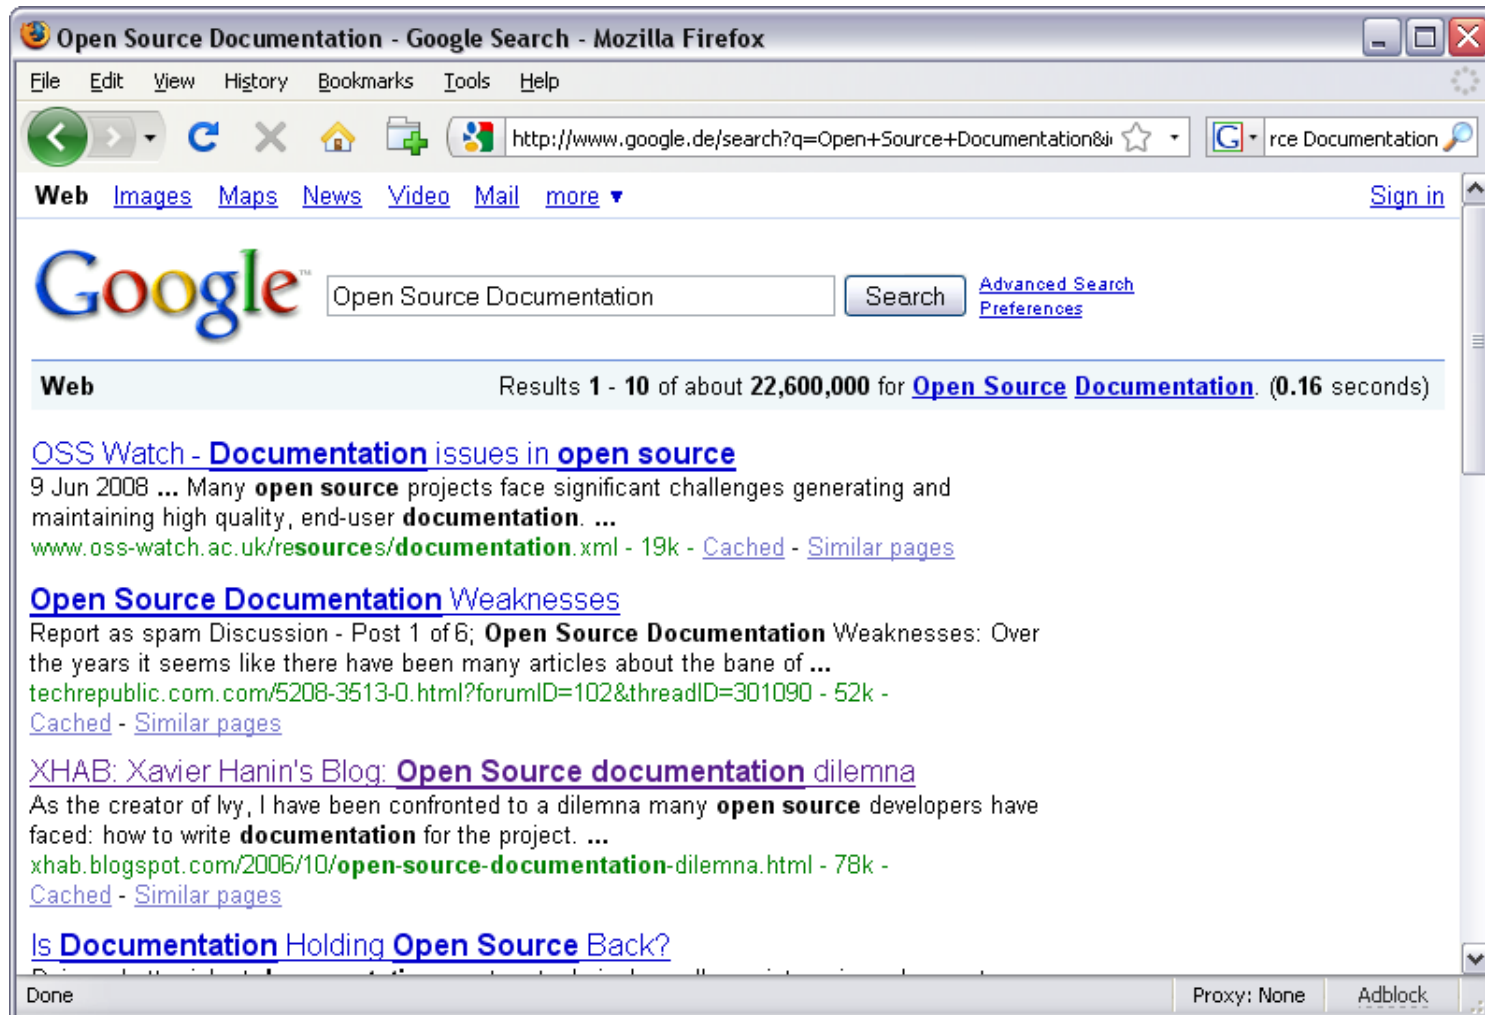 Open Source Documentation - Google Search - Mozilla Firefox
File Edit View History Bookmarks Tools Help
http://www.google.de/search?q=Open+Source+Documentation&i
G rce Documentation
Web Images Maps News Video Mail more ▼ Sign in
Google™ Open Source Documentation Search Advanced Search
Preferences
Web Results 1 - 10 of about 22,600,000 for Open Source Documentation. (0.16 seconds)
OSS Watch - Documentation issues in open source
9 Jun 2008 ... Many open source projects face significant challenges generating and
maintaining high quality, end-user documentation. ...
www.oss-watch.ac.uk/resources/documentation.xml - 19k - Cached - Similar pages
Open Source Documentation Weaknesses
Report as spam Discussion - Post 1 of 6; Open Source Documentation Weaknesses: Over
the years it seems like there have been many articles about the bane of ...
techrepublic.com.com/5208-3513-0.html?forumID=102&threadID=301090 - 52k -
Cached - Similar pages
XHAB: Xavier Hanin's Blog: Open Source documentation dilemna
As the creator of Ivy, I have been confronted to a dilemna many open source developers have
faced: how to write documentation for the project. ...
xhab.blogspot.com/2006/10/open-source-documentation-dilemna.html - 78k -
Cached - Similar pages
Is Documentation Holding Open Source Back?
Done Proxy: None Adblock